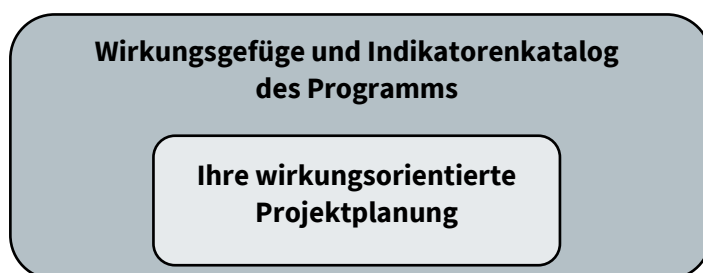 Wirkungsgefüge und Indikatorenkatalog
des Programms
Ihre wirkungsorientierte
Projektplanung